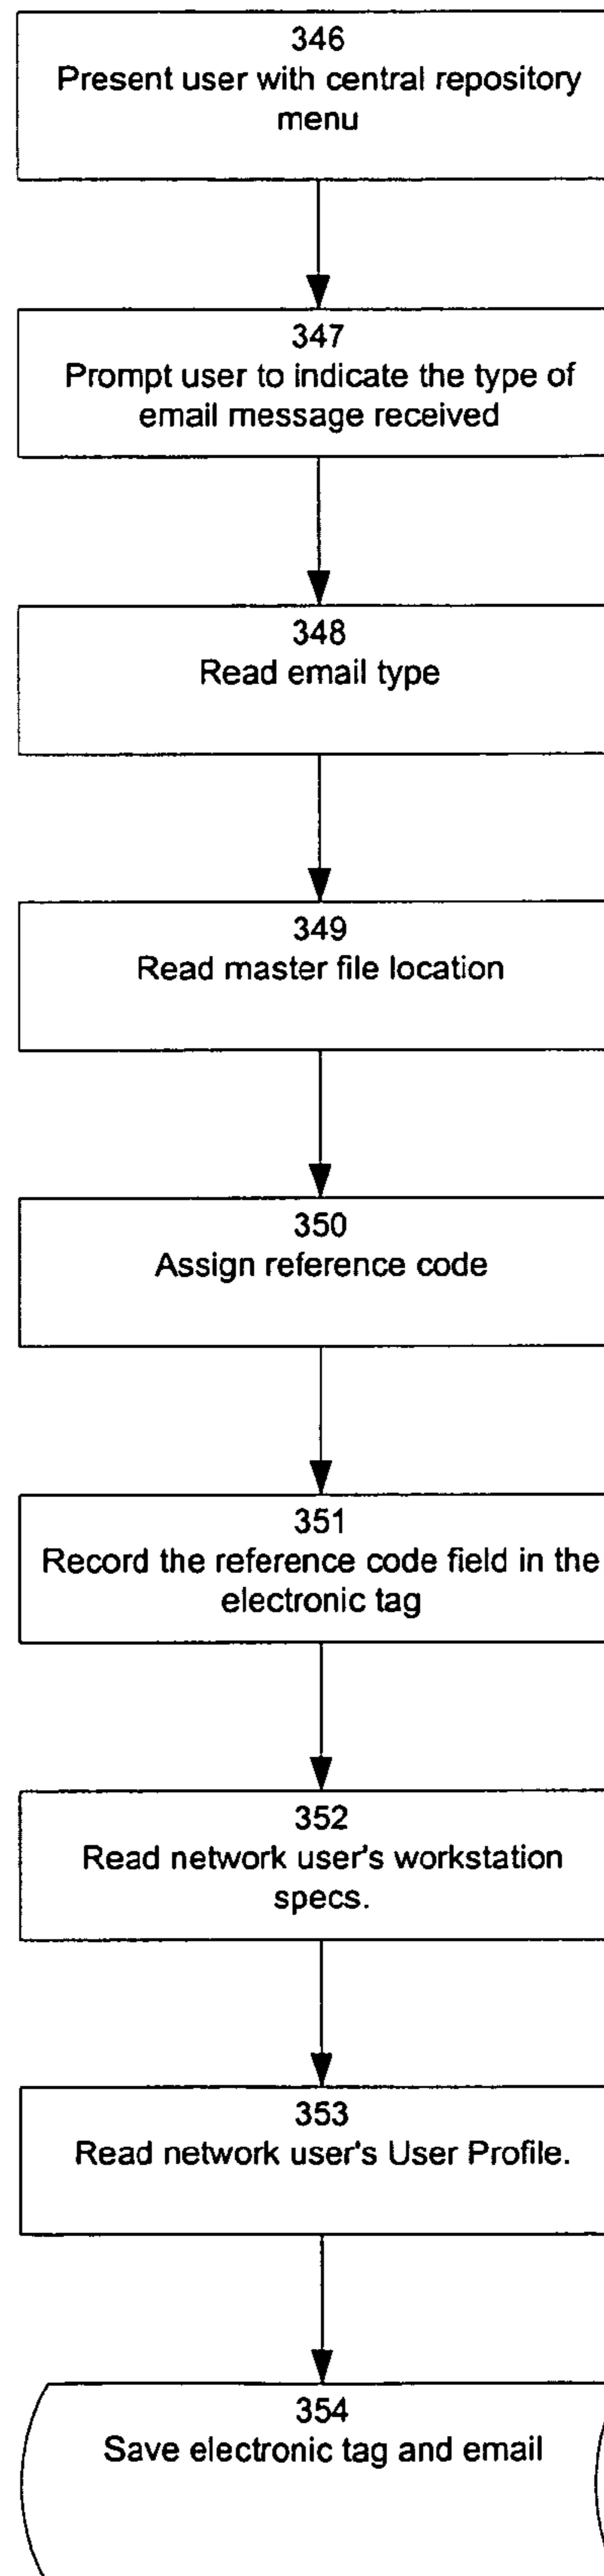 346
Present user with central repository
menu
347
Prompt user to indicate the type of
email message received
348
Read email type
349
Read master file location
350
Assign reference code
351
Record the reference code field in the
electronic tag
352
Read network user's workstation
specs.
353
Read network user's User Profile.
354
Save electronic tag and email